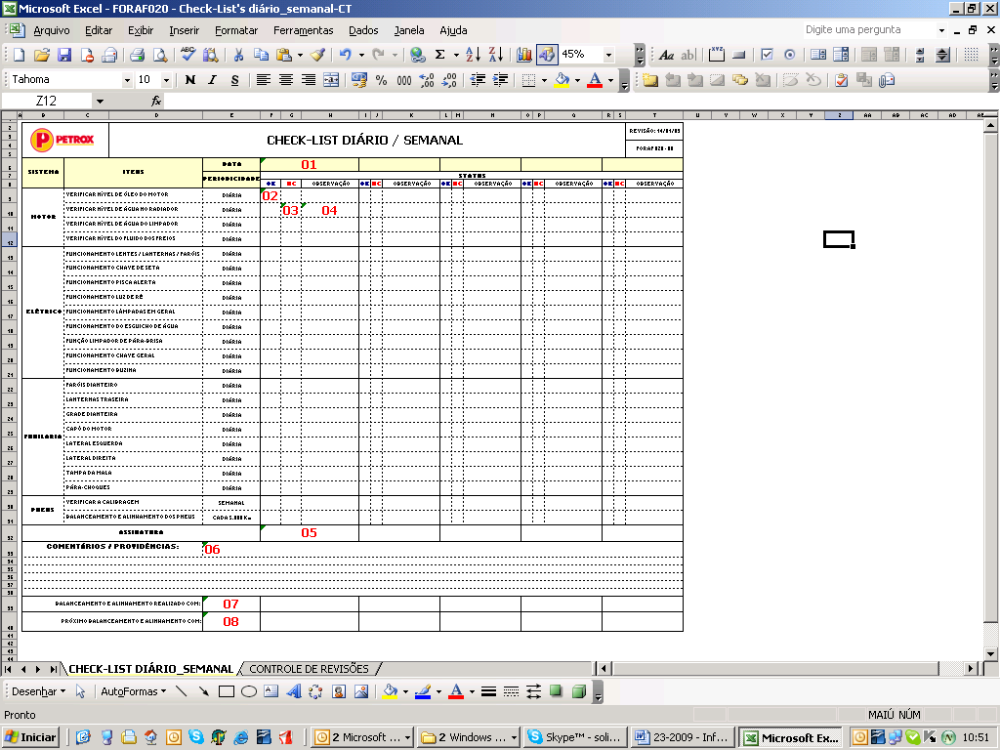 Microsoft Excel - FORAF020 - Check-List's diário_semanal-CT
Arquivo Editar Exibir Inserir Formatar Ferramentas Dados Janela Ajuda
Digite uma pergunta
45%
Tahoma 10 N I S % 000
Z12 fx
A B C D E F G H I J K L M N O P Q R S T U V W X Y Z AA AB AC AD
PETROX
CHECK-LIST DIÁRIO / SEMANAL
REVISÃO: 14/01/09
FORAF020-00
SISTEMA ITENS DATA 01
PERIODICIDADE STATUS
OK NC OBSERVAÇÃO OK NC OBSERVAÇÃO OK NC OBSERVAÇÃO OK NC OBSERVAÇÃO OK NC OBSERVAÇÃO
MOTOR
VERIFICAR NÍVEL DE ÓLEO DO MOTOR DIÁRIA 02
VERIFICAR NÍVEL DE ÁGUA NO RADIADOR DIÁRIA 03 04
VERIFICAR NÍVEL DE ÁGUA DO LIMPADOR DIÁRIA
VERIFICAR NÍVEL DO FLUIDO DOS FREIOS DIÁRIA
ELÉTRICO
FUNCIONAMENTO LENTES / LANTERNAS / FARÓIS DIÁRIA
FUNCIONAMENTO CHAVE DE SETA DIÁRIA
FUNCIONAMENTO PISCA ALERTA DIÁRIA
FUNCIONAMENTO LUZ DE RÉ DIÁRIA
FUNCIONAMENTO LÂMPADAS EM GERAL DIÁRIA
FUNCIONAMENTO DO ESGUICHO DE ÁGUA DIÁRIA
FUNÇÃO LIMPADOR DE PÁRA-BRISA DIÁRIA
FUNCIONAMENTO CHAVE GERAL DIÁRIA
FUNCIONAMENTO BUZINA DIÁRIA
FUNILARIA
FARÓIS DIANTEIRO DIÁRIA
LANTERNAS TRASEIRA DIÁRIA
GRADE DIANTEIRA DIÁRIA
CAPÔ DO MOTOR DIÁRIA
LATERAL ESQUERDA DIÁRIA
LATERAL DIREITA DIÁRIA
TAMPA DA MALA DIÁRIA
PÁRA-CHOQUES DIÁRIA
PNEUS
VERIFICAR A CALIBRAGEM SEMANAL
BALANCEAMENTO E ALINHAMENTO DOS PNEUS CADA 5.000 Km
ASSINATURA 05
COMENTÁRIOS / PROVIDÊNCIAS: 06
BALANCEAMENTO E ALINHAMENTO REALIZADO COM: 07
PRÓXIMO BALANCEAMENTO E ALINHAMENTO COM: 08
CHECK-LIST DIÁRIO_SEMANAL CONTROLE DE REVISÕES
Desenhar AutoFormas
Pronto MAIÚ NÚM
Iniciar 2 Microsoft ... 2 Windows ... Skype™ - soli... 23-2009 - Inf... Microsoft Ex... 10:51